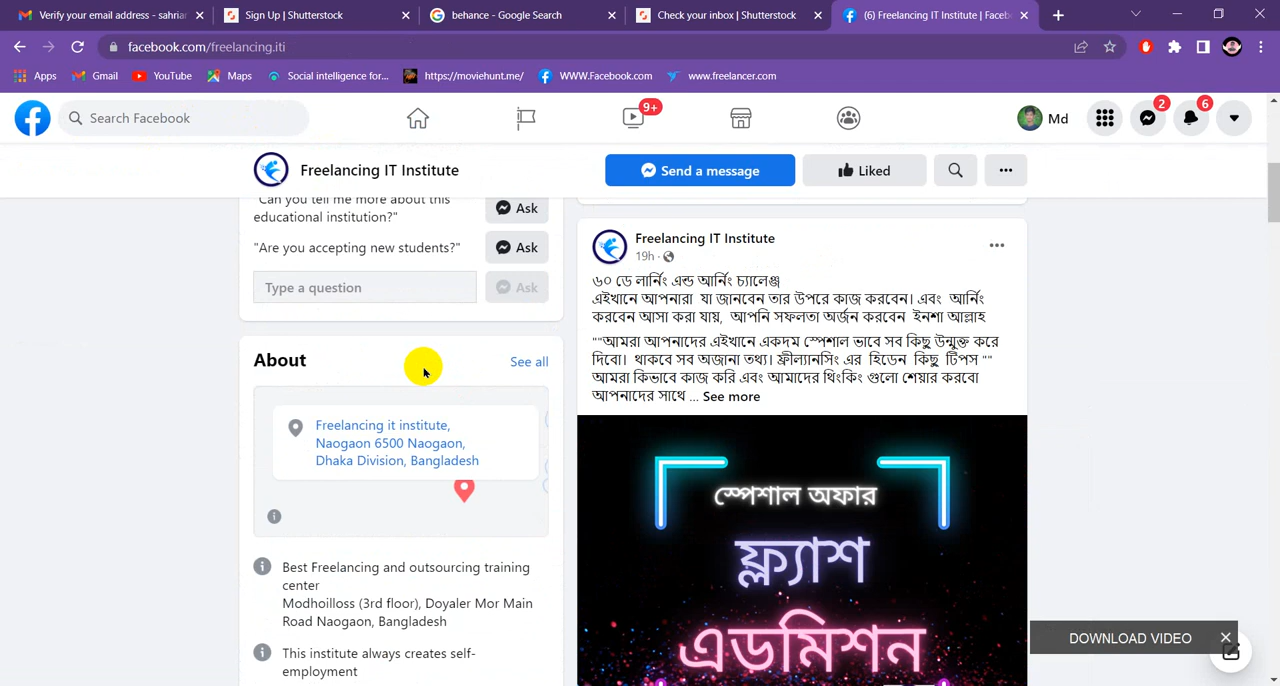 Verify your email address - sahriar
Sign Up | Shutterstock
behance - Google Search
Check your inbox | Shutterstock
(6) Freelancing IT Institute | Faceb
facebook.com/freelancing.iti
Apps
Gmail
YouTube
Maps
Social intelligence for...
https://moviehunt.me/
WWW.Facebook.com
www.freelancer.com
Search Facebook
9+
Md
2
6
Freelancing IT Institute
Send a message
Liked
"Can you tell me more about this
educational institution?"
Ask
"Are you accepting new students?"
Ask
Type a question
Ask
About
See all
Freelancing it institute,
Naogaon 6500 Naogaon,
Dhaka Division, Bangladesh
Best Freelancing and outsourcing training
center
Modhoilloss (3rd floor), Doyaler Mor Main
Road Naogaon, Bangladesh
This institute always creates self-
employment
Freelancing IT Institute
19h
৬০ ডে লার্নিং এন্ড আর্নিং চ্যালেঞ্জ
এইখানে আপনারা যা জানবেন তার উপরে কাজ করবেন। এবং আর্নিং
করবেন আসা করা যায়, আপনি সফলতা অর্জন করবেন ইনশা আল্লাহ
""আমরা আপনাদের এইখানে একদম স্পেশাল ভাবে সব কিছু উন্মুক্ত করে
দিবো। থাকবে সব অজানা তথ্য। ফ্রীল্যানসিং এর হিডেন কিছু টিপস ""
আমরা কিভাবে কাজ করি এবং আমাদের থিংকিং গুলো শেয়ার করবো
আপনাদের সাথে ... See more
স্পেশাল অফার
ফ্ল্যাশ
এডমিশন
DOWNLOAD VIDEO